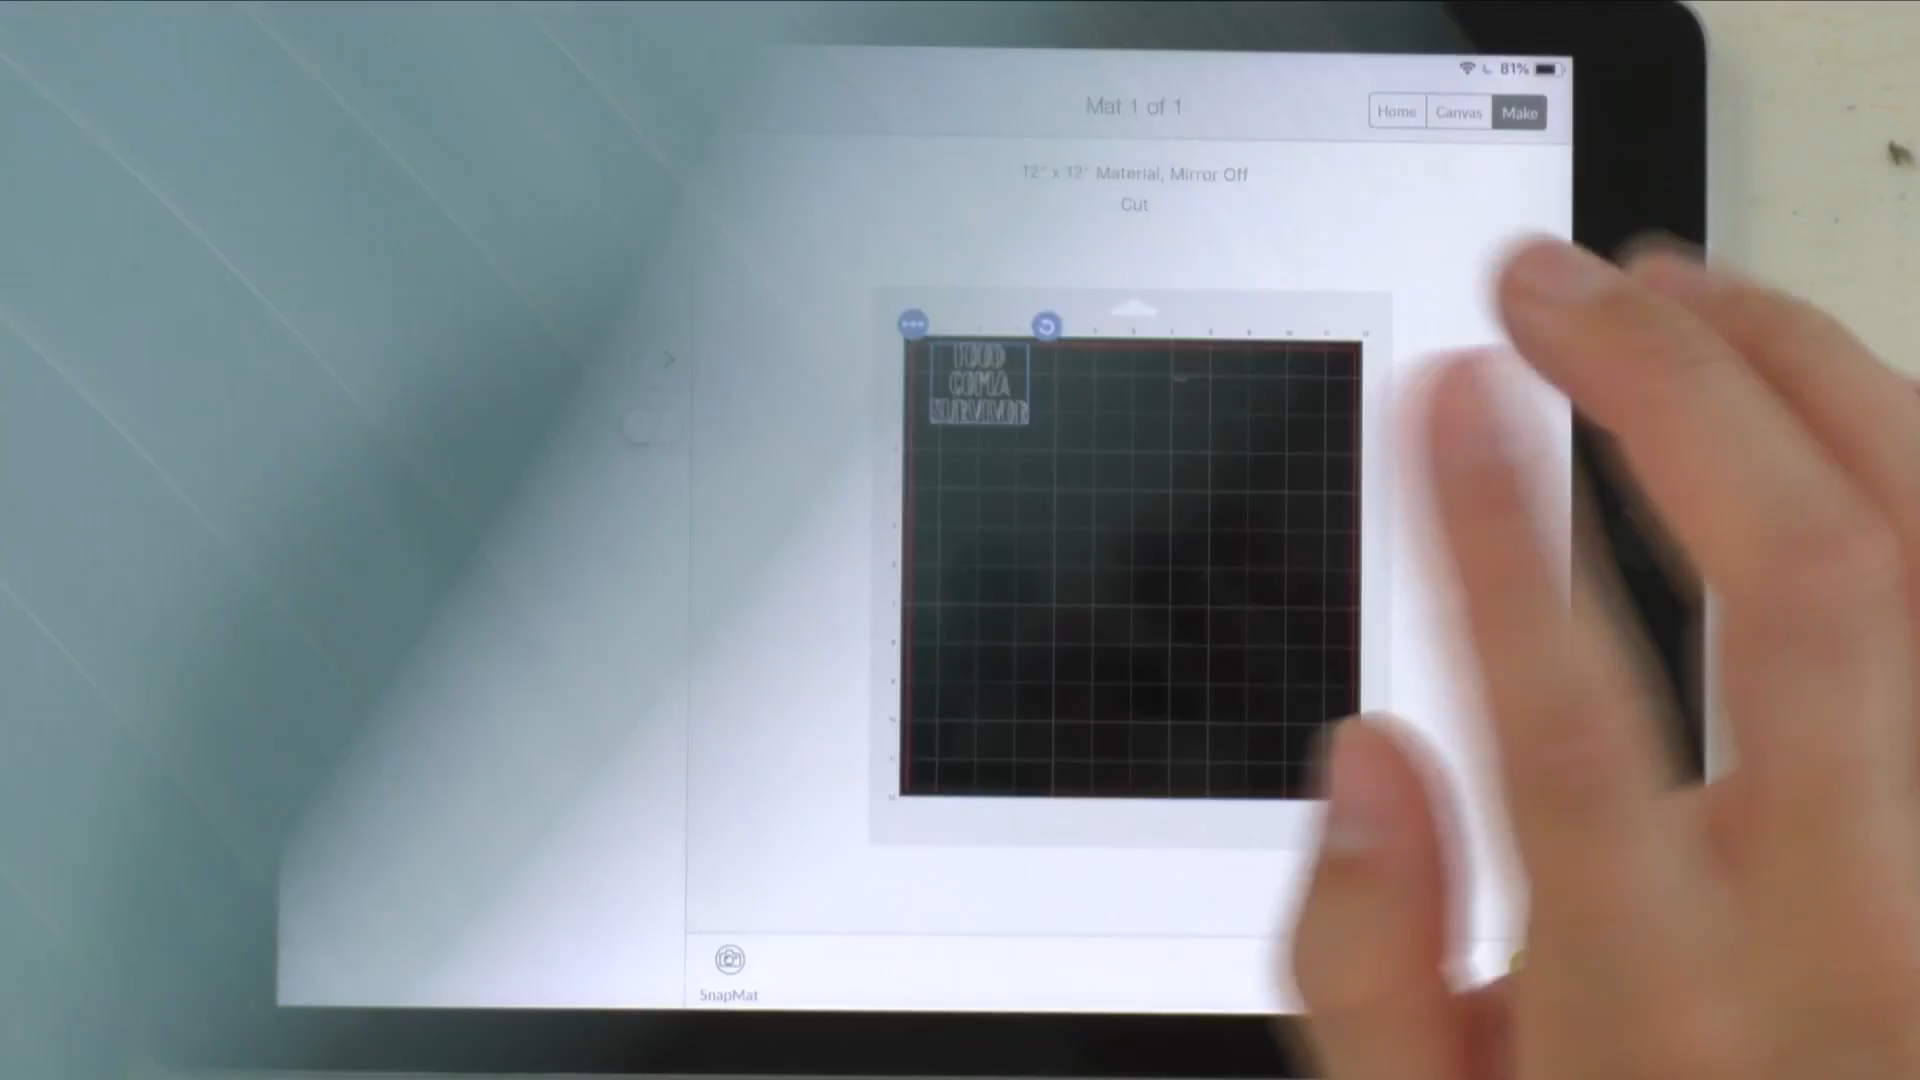 81%
Mat 1 of 1
Home Canvas Make
12" x 12" Material, Mirror Off
Cut
FOOD
COMA
SURVIVOR
SnapMat